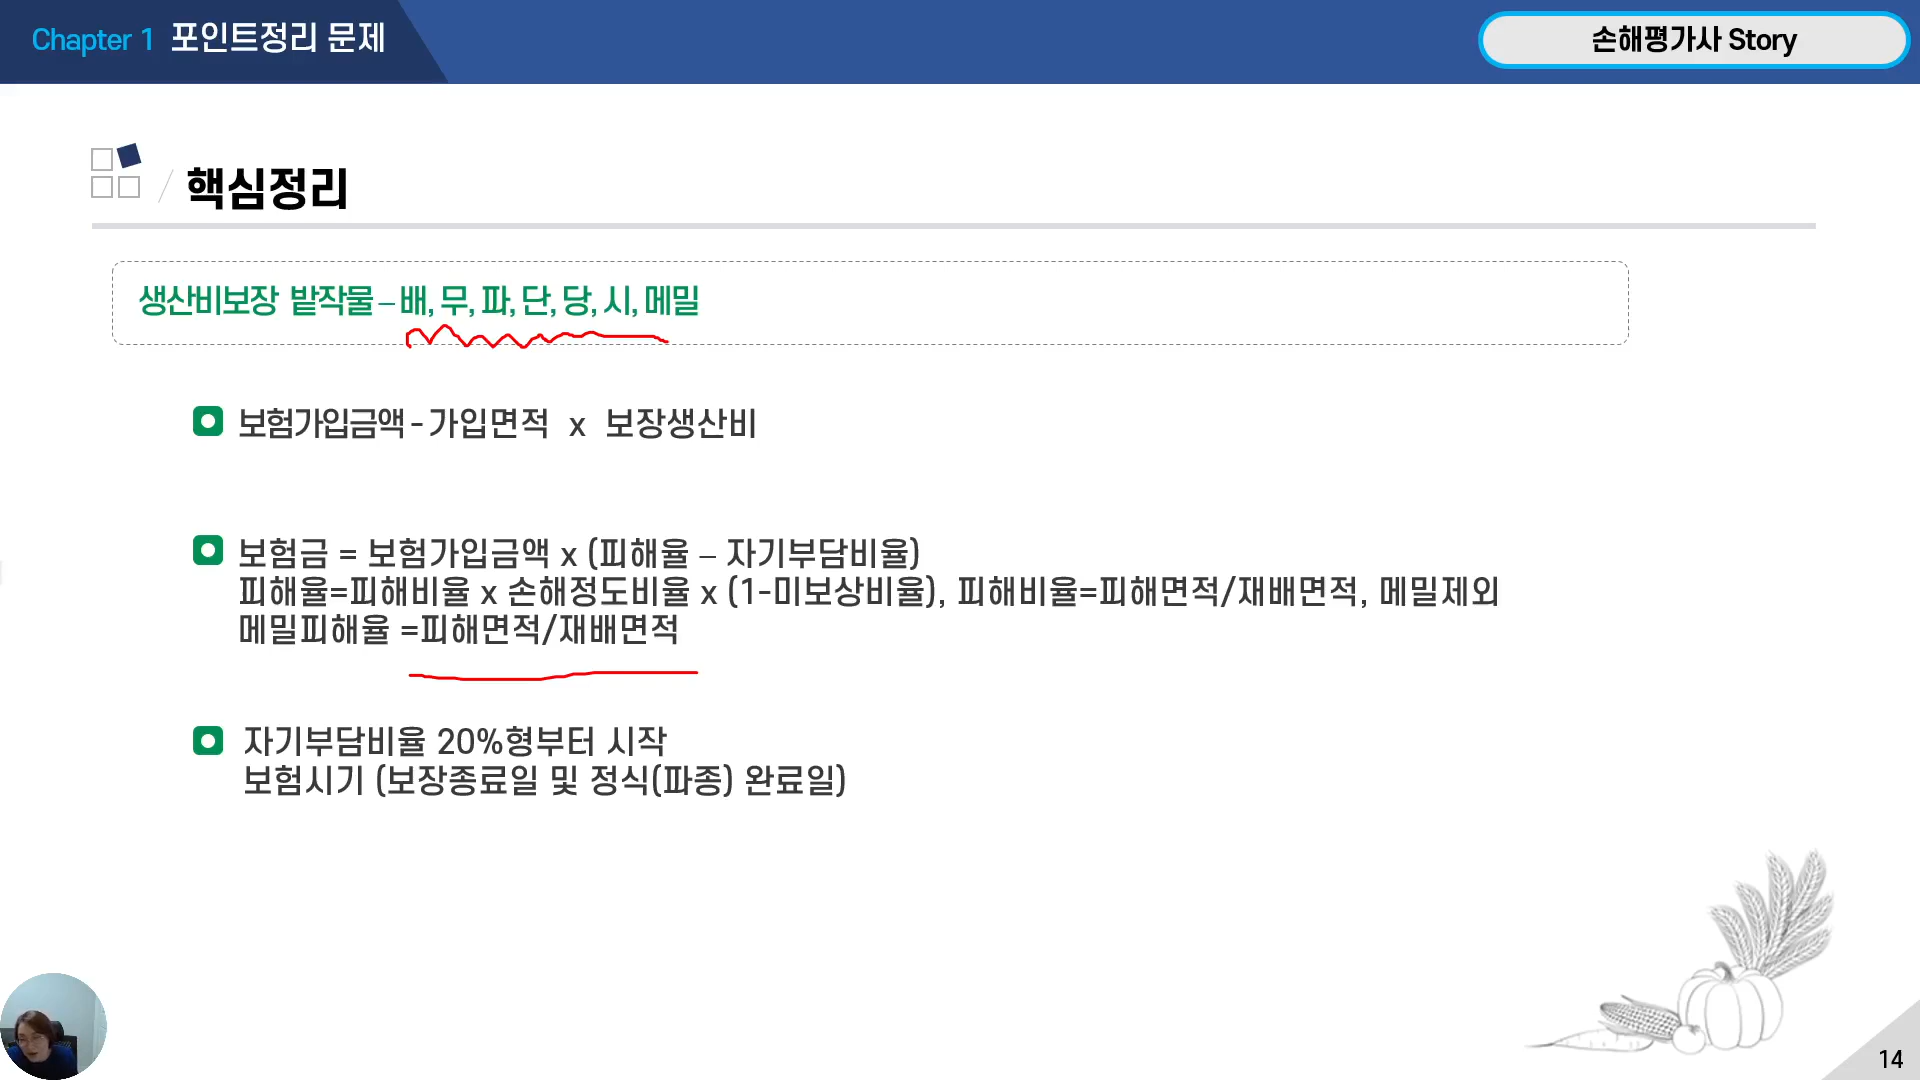 Chapter 1 포인트정리 문제
손해평가사 Story
핵심정리
생산비보장 밭작물 – 배, 무, 파, 단, 당, 시, 메밀
보험가입금액 - 가입면적 x 보장생산비
보험금 = 보험가입금액 x (피해율 – 자기부담비율)
피해율=피해비율 x 손해정도비율 x (1-미보상비율), 피해비율=피해면적/재배면적, 메밀제외
메밀피해율 =피해면적/재배면적
자기부담비율 20%형부터 시작
보험시기 (보장종료일 및 정식(파종) 완료일)
14